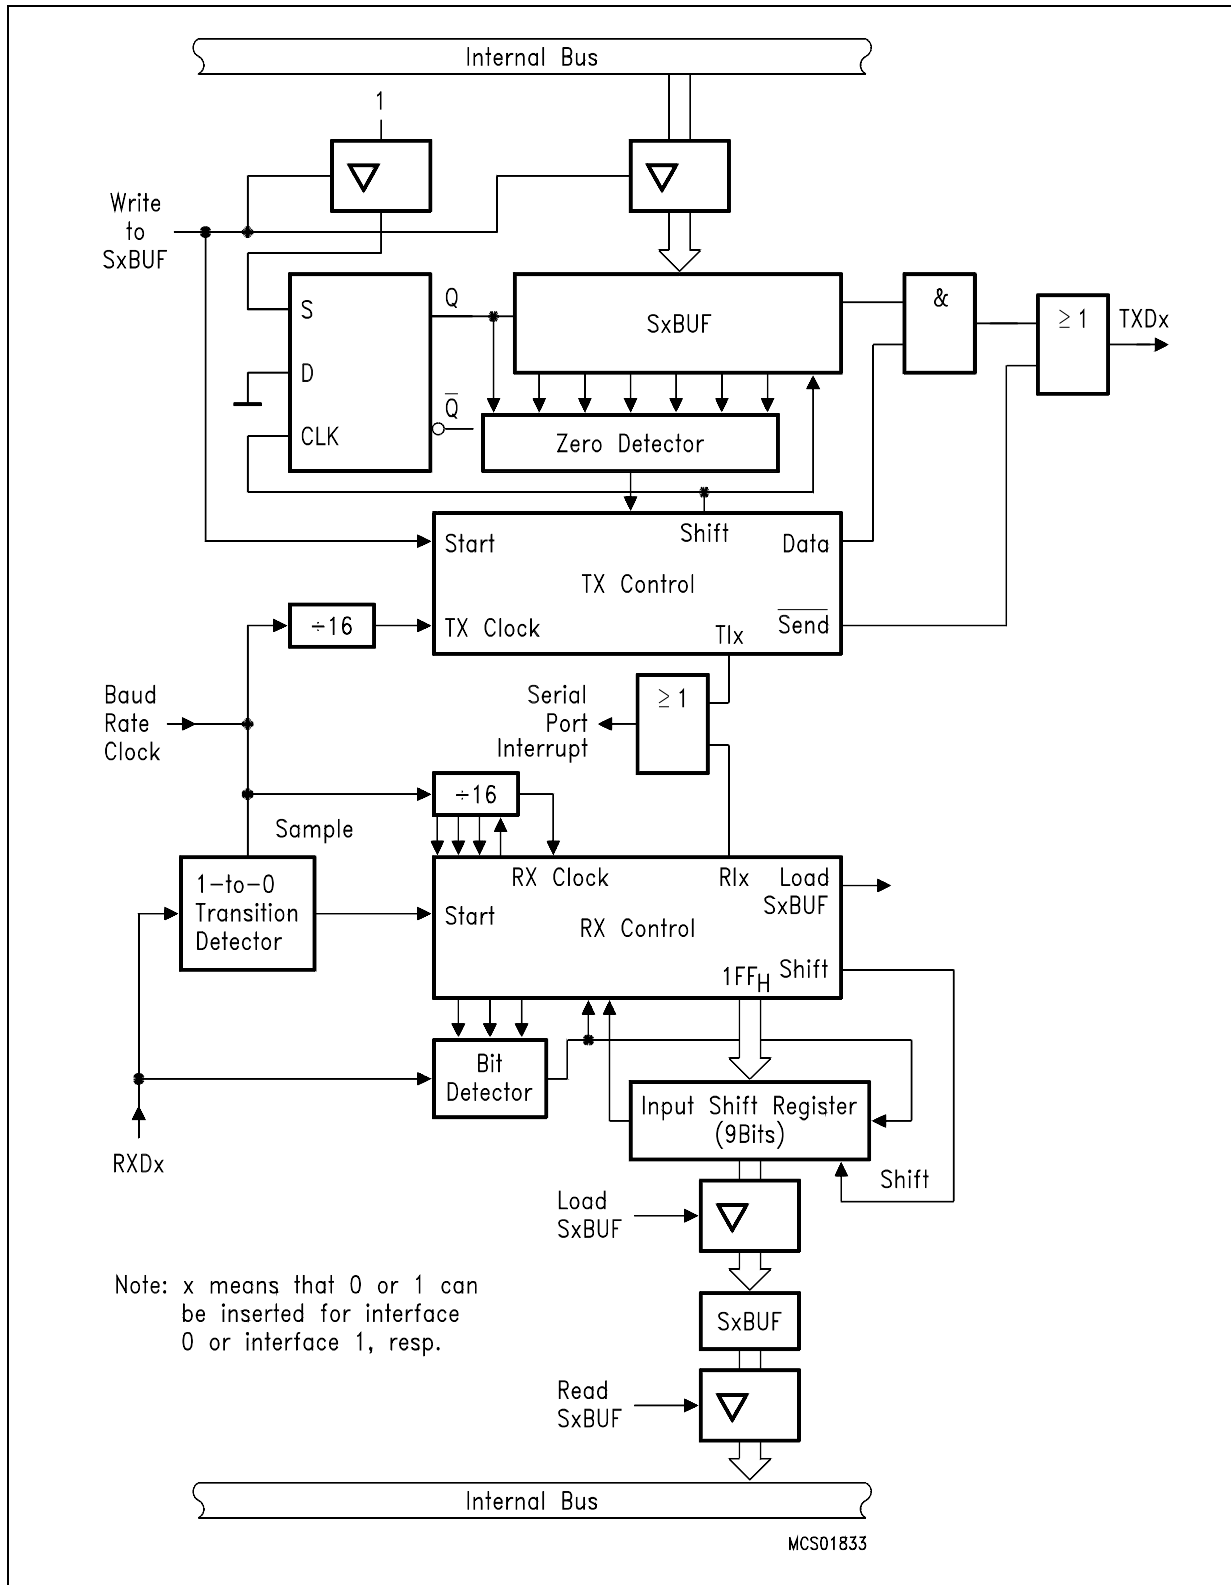 Internal Bus
1
Write
to
SxBUF
S
Q
D
Q̅
CLK
SxBUF
&
≥1
TXDx
Zero Detector
Start
Shift
Data
TX Control
÷16
TX Clock
TIx
S̅e̅n̅d̅
Baud
Rate
Clock
Serial
Port
Interrupt
≥1
÷16
Sample
1-to-0
Transition
Detector
RX Clock
RIx
Load
SxBUF
Start
RX Control
1FFH
Shift
Bit
Detector
Input Shift Register
(9Bits)
RXDx
Shift
Load
SxBUF
Note: x means that 0 or 1 can
be inserted for interface
0 or interface 1, resp.
SxBUF
Read
SxBUF
Internal Bus
MCS01833